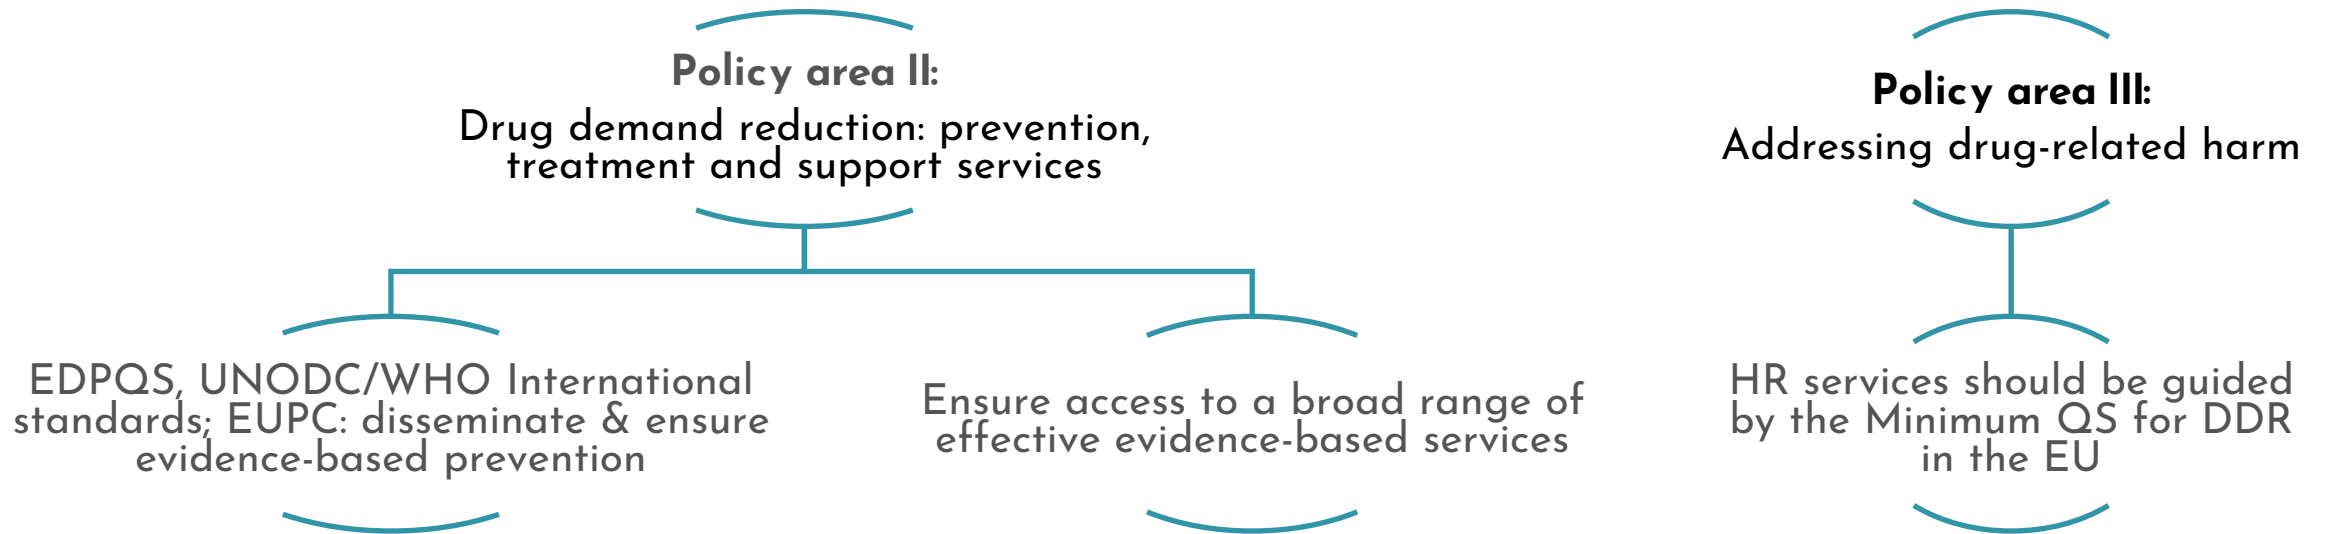 Policy area II:
Drug demand reduction: prevention,
treatment and support services
EDPQS, UNODC/WHO International
standards; EUPC: disseminate & ensure
evidence-based prevention
Ensure access to a broad range of
effective evidence-based services
Policy area III:
Addressing drug-related harm
HR services should be guided
by the Minimum QS for DDR
in the EU